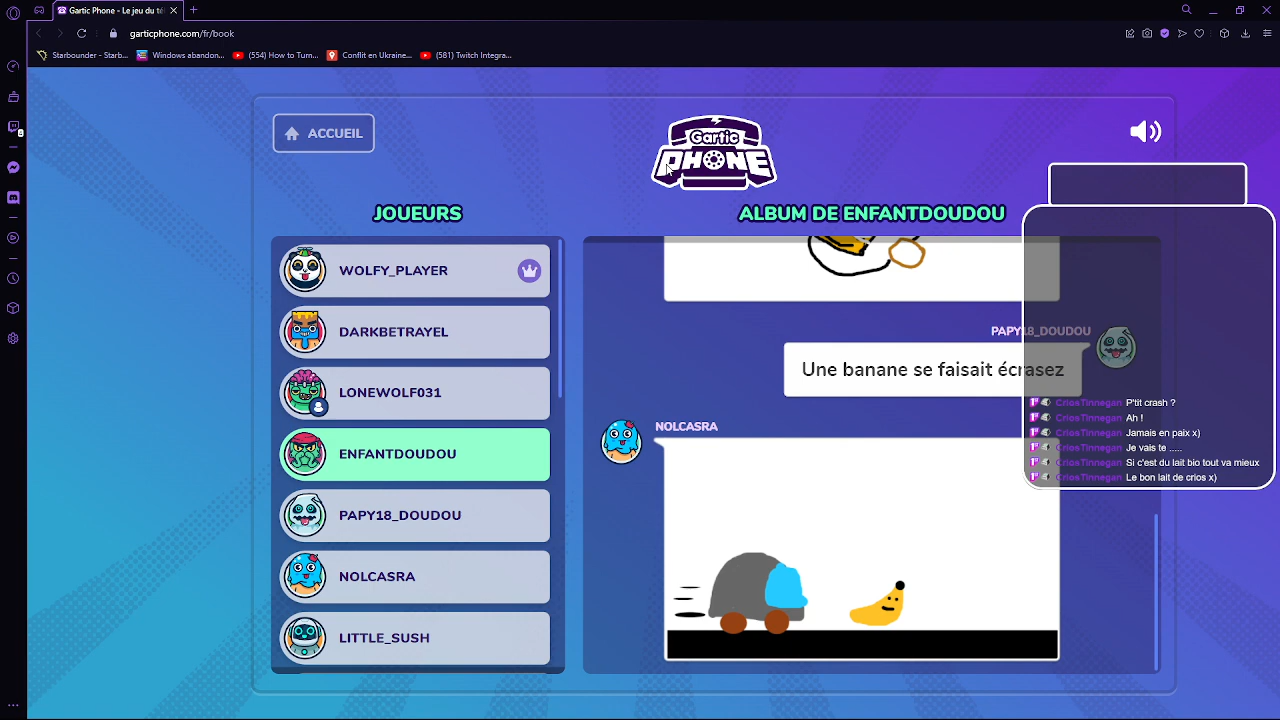 Gartic Phone - Le jeu du té
garticphone.com/fr/book
Starbounder - Starb...
Windows abandon...
(554) How to Turn...
Conflit en Ukraine...
(581) Twitch Integra...
ACCUEIL
Gartic
PHONE
JOUEURS
ALBUM DE ENFANTDOUDOU
WOLFY_PLAYER
DARKBETRAYEL
LONEWOLF031
ENFANTDOUDOU
PAPY18_DOUDOU
NOLCASRA
LITTLE_SUSH
PAPY18_DOUDOU
Une banane se faisait écrasez
NOLCASRA
CriosTinnegan P'tit crash ?
CriosTinnegan Ah !
CriosTinnegan Jamais en paix x)
CriosTinnegan Je vais te .....
CriosTinnegan Si c'est du lait bio tout va mieux
CriosTinnegan Le bon lait de crios x)